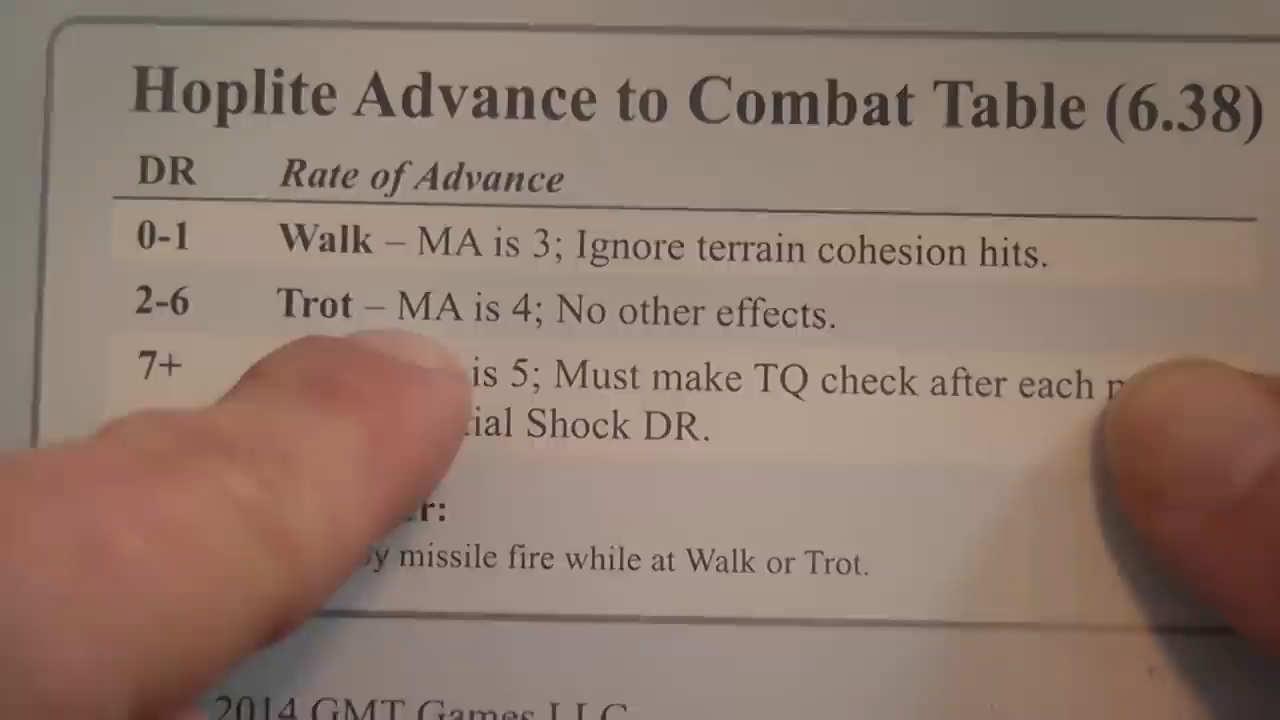 Hoplite Advance to Combat Table (6.38)
DR Rate of Advance
0-1 Walk – MA is 3; Ignore terrain cohesion hits.
2-6 Trot – MA is 4; No other effects.
7+ is 5; Must make TQ check after each
Shock DR.
missile fire while at Walk or Trot.
2014 GMT Games LLC